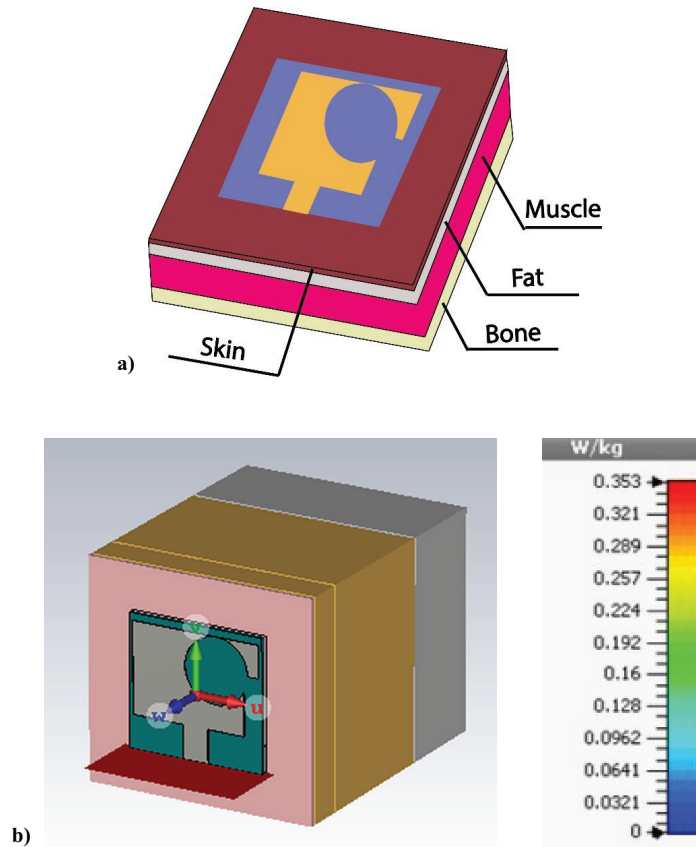 Muscle
Fat
Bone
Skin
a)
W/kg
0.353
0.321
0.289
0.257
0.224
0.192
0.16
0.128
0.0962
0.0641
0.0321
0
v
w
u
b)